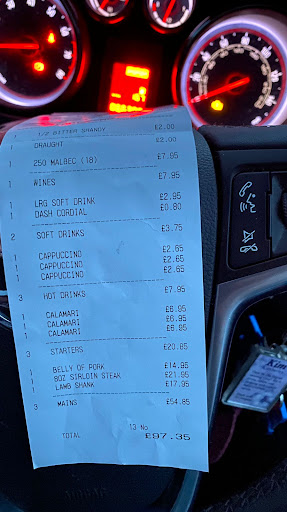 1 1/2 BITTER SHANDY £2.00
1 DRAUGHT £2.00
1 250 MALBEC (18) £7.95
1 WINES £7.95
1 LRG SOFT DRINK £2.95
1 DASH CORDIAL £0.80
2 SOFT DRINKS £3.75
1 CAPPUCCINO £2.65
1 CAPPUCCINO £2.65
1 CAPPUCCINO £2.65
3 HOT DRINKS £7.95
1 CALAMARI £6.95
1 CALAMARI £6.95
1 CALAMARI £6.95
3 STARTERS £20.85
1 BELLY OF PORK £14.95
1 8OZ SIRLOIN STEAK £21.95
1 LAMB SHANK £17.95
3 MAINS £54.85
13 No
TOTAL £97.35